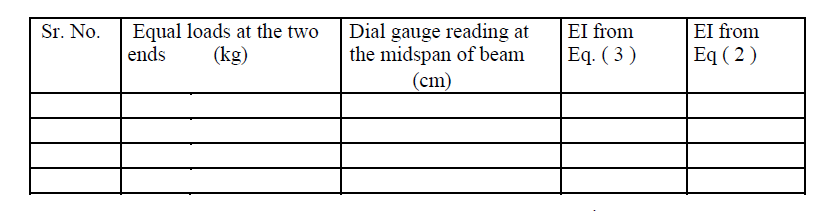 Sr. No. Equal loads at the two Dial gauge reading at EI from EI from
ends (kg) the midspan of beam Eq. ( 3 ) Eq ( 2 )
(cm)